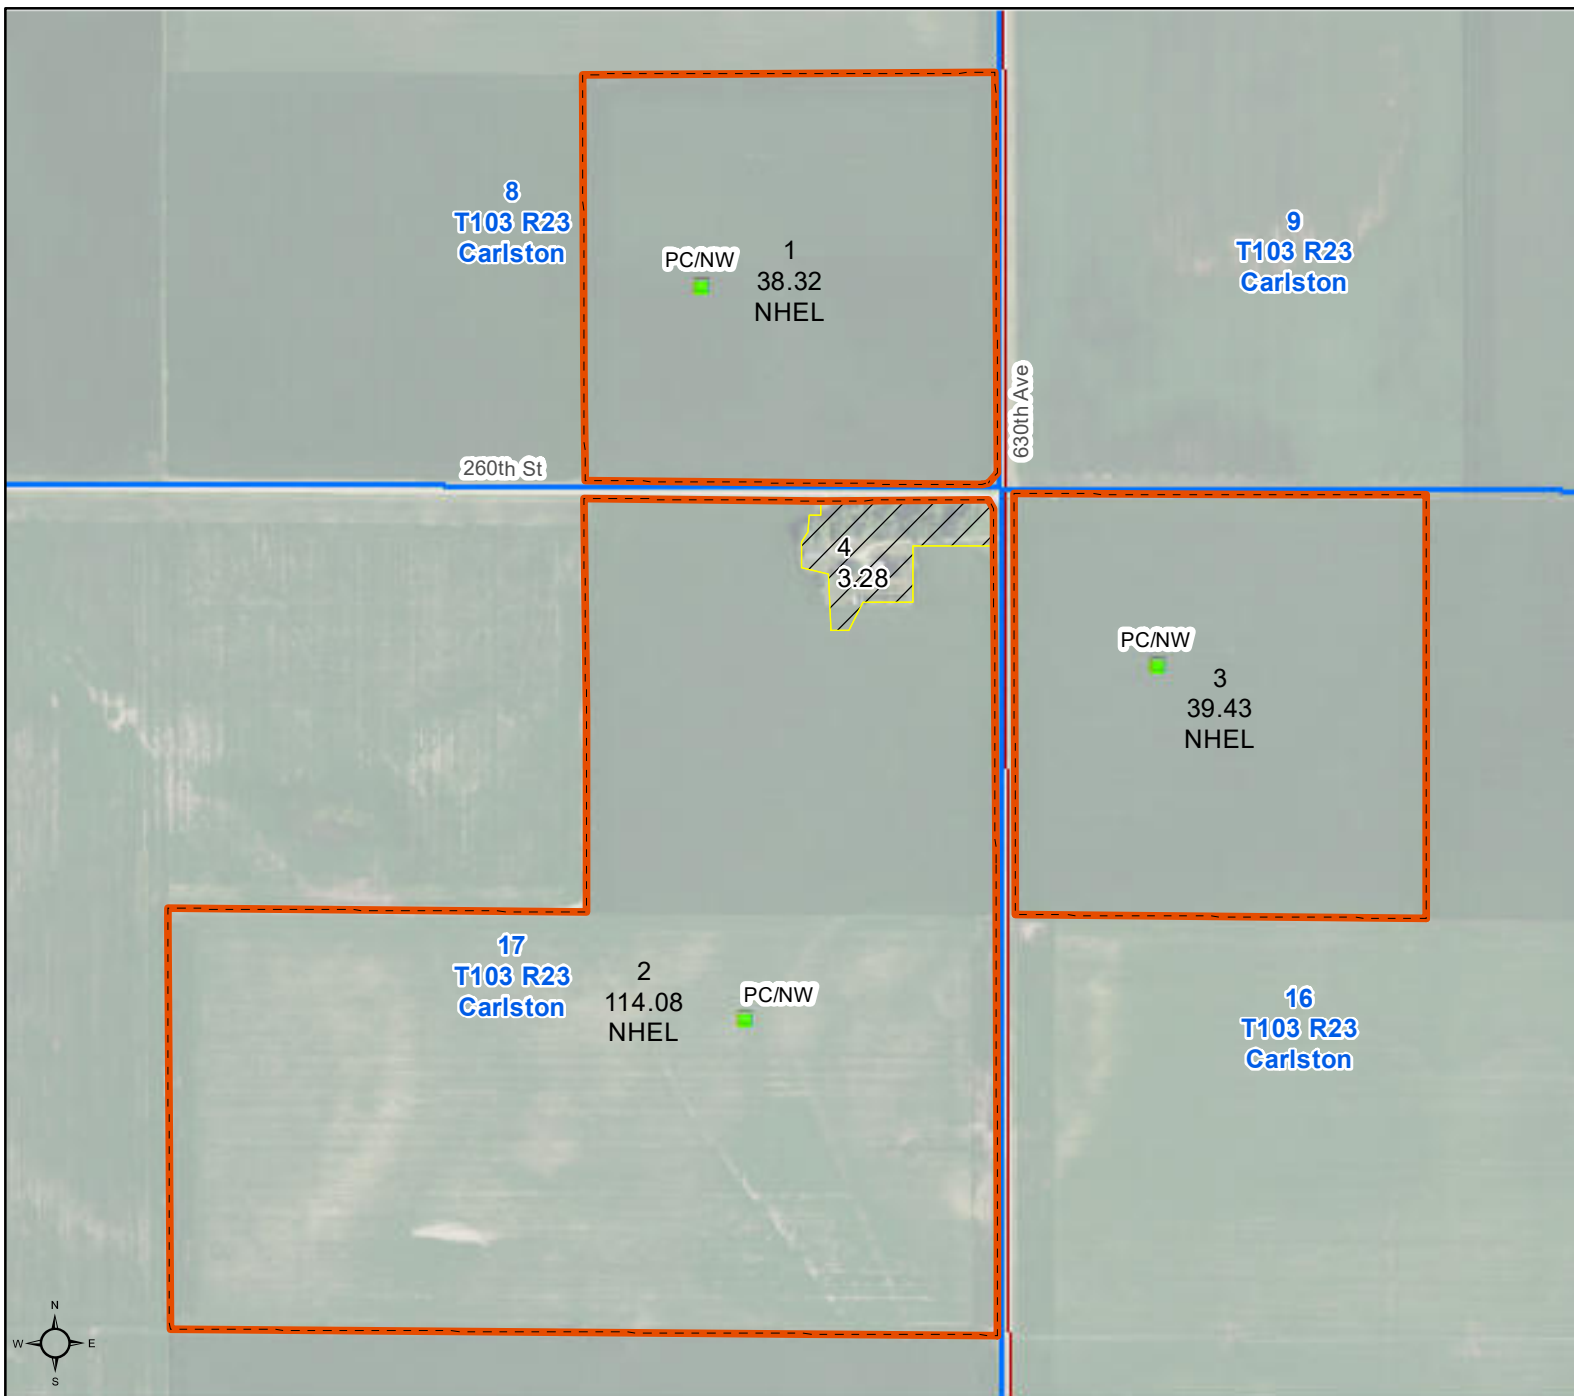 8
T103 R23
Carlston
PC/NW
1
38.32
NHEL
9
T103 R23
Carlston
630th Ave
260th St
4
3.28
PC/NW
3
39.43
NHEL
17
T103 R23
Carlston
2
114.08
NHEL
PC/NW
16
T103 R23
Carlston
N
W
E
S